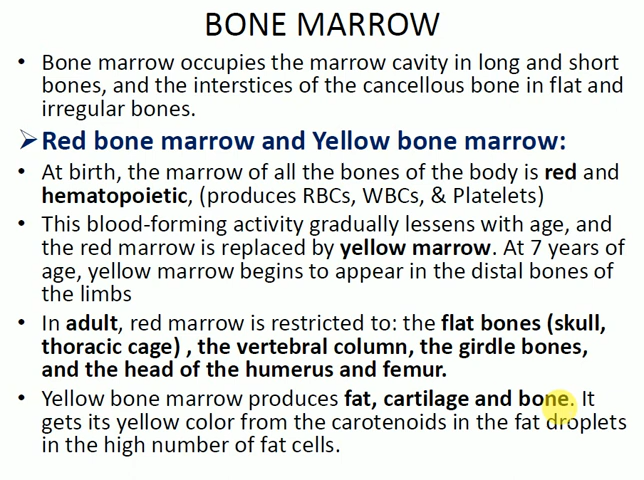 BONE MARROW
• Bone marrow occupies the marrow cavity in long and short
bones, and the interstices of the cancellous bone in flat and
irregular bones.
➢ Red bone marrow and Yellow bone marrow:
• At birth, the marrow of all the bones of the body is red and
hematopoietic, (produces RBCs, WBCs, & Platelets)
• This blood-forming activity gradually lessens with age, and
the red marrow is replaced by yellow marrow. At 7 years of
age, yellow marrow begins to appear in the distal bones of
the limbs
• In adult, red marrow is restricted to: the flat bones (skull,
thoracic cage) , the vertebral column, the girdle bones,
and the head of the humerus and femur.
• Yellow bone marrow produces fat, cartilage and bone. It
gets its yellow color from the carotenoids in the fat droplets
in the high number of fat cells.